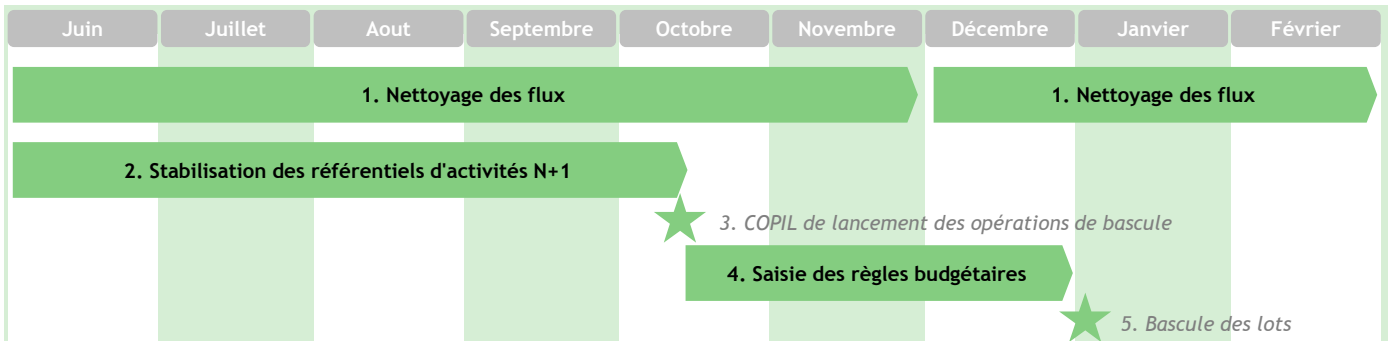 Juin Juillet Aout Septembre Octobre Novembre Décembre Janvier Février
1. Nettoyage des flux 1. Nettoyage des flux
2. Stabilisation des référentiels d'activités N+1
3. COPIL de lancement des opérations de bascule
4. Saisie des règles budgétaires
5. Bascule des lots